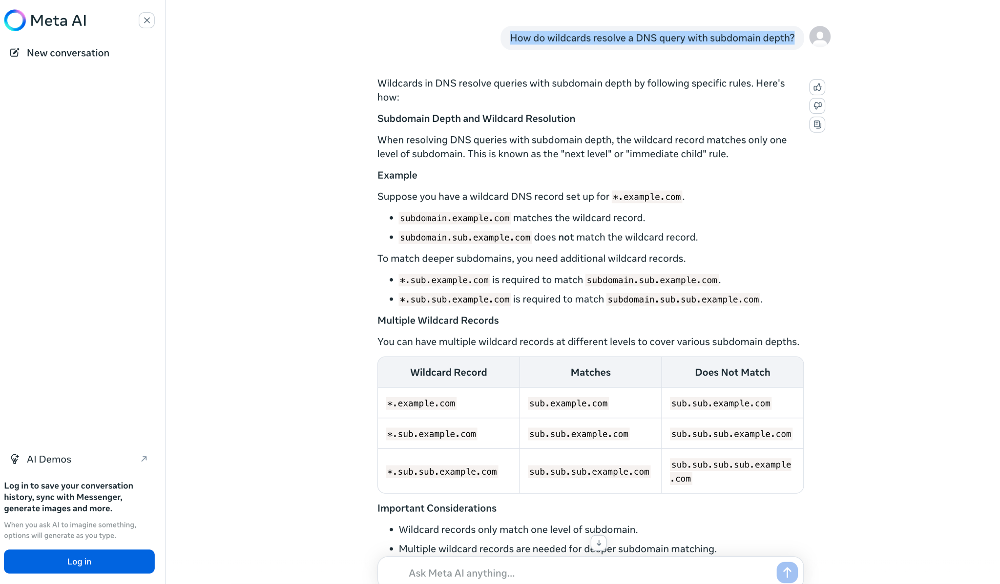 Meta AI
New conversation
How do wildcards resolve a DNS query with subdomain depth?
Wildcards in DNS resolve queries with subdomain depth by following specific rules. Here's
how:
Subdomain Depth and Wildcard Resolution
When resolving DNS queries with subdomain depth, the wildcard record matches only one
level of subdomain. This is known as the "next level" or "immediate child" rule.
Example
Suppose you have a wildcard DNS record set up for *.example.com.
• subdomain.example.com matches the wildcard record.
• subdomain.sub.example.com does not match the wildcard record.
To match deeper subdomains, you need additional wildcard records.
• *.sub.example.com is required to match subdomain.sub.example.com.
• *.sub.sub.example.com is required to match subdomain.sub.sub.example.com.
Multiple Wildcard Records
You can have multiple wildcard records at different levels to cover various subdomain depths.
Wildcard Record Matches Does Not Match
*.example.com sub.example.com sub.sub.example.com
*.sub.example.com sub.sub.example.com sub.sub.sub.example.com
*.sub.sub.example.com sub.sub.sub.example.com sub.sub.sub.sub.example
.com
Important Considerations
• Wildcard records only match one level of subdomain.
• Multiple wildcard records are needed for deeper subdomain matching.
Ask Meta AI anything...
AI Demos
Log in to save your conversation
history, sync with Messenger,
generate images and more.
When you ask AI to imagine something,
options will generate as you type.
Log in